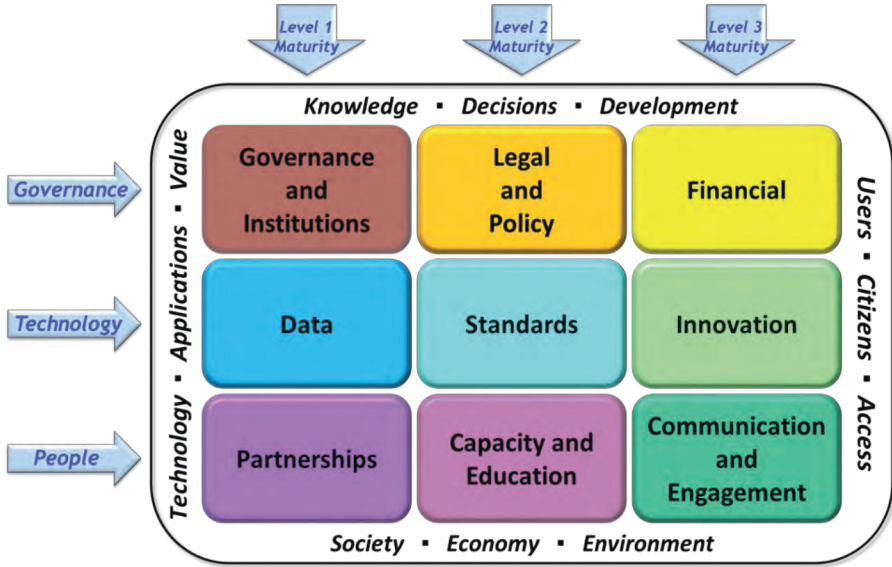 Level 1
Maturity
Level 2
Maturity
Level 3
Maturity
Knowledge ▪ Decisions ▪ Development
Governance
Technology
People
Technology ▪ Applications ▪ Value
Governance
and
Institutions
Legal
and
Policy
Financial
Data
Standards
Innovation
Partnerships
Capacity and
Education
Communication
and
Engagement
Users ▪ Citizens ▪ Access
Society ▪ Economy ▪ Environment